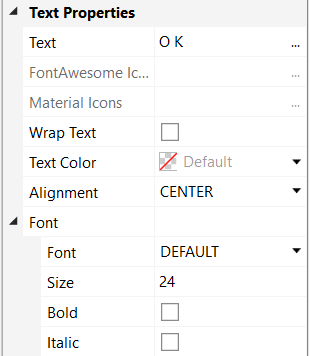 Text Properties
Text O K ...
FontAwesome Ic... ...
Material Icons ...
Wrap Text
Text Color Default
Alignment CENTER
Font
Font DEFAULT
Size 24
Bold
Italic